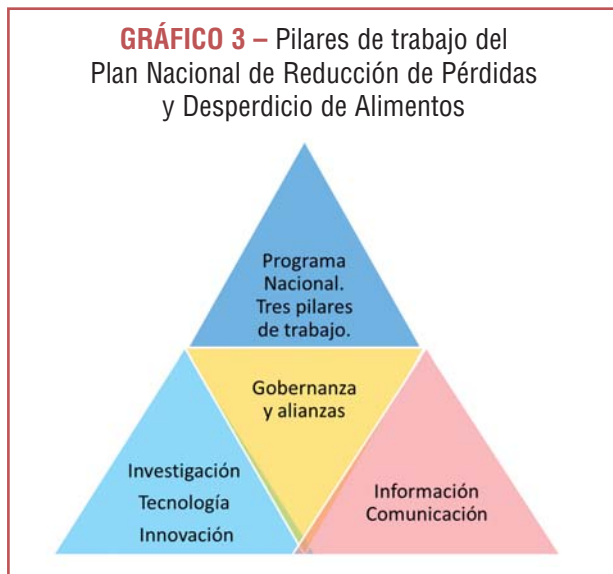 GRÁFICO 3 – Pilares de trabajo del
Plan Nacional de Reducción de Pérdidas
y Desperdicio de Alimentos
Programa
Nacional.
Tres pilares
de trabajo.
Gobernanza
y alianzas
Investigación
Tecnología
Innovación
Información
Comunicación